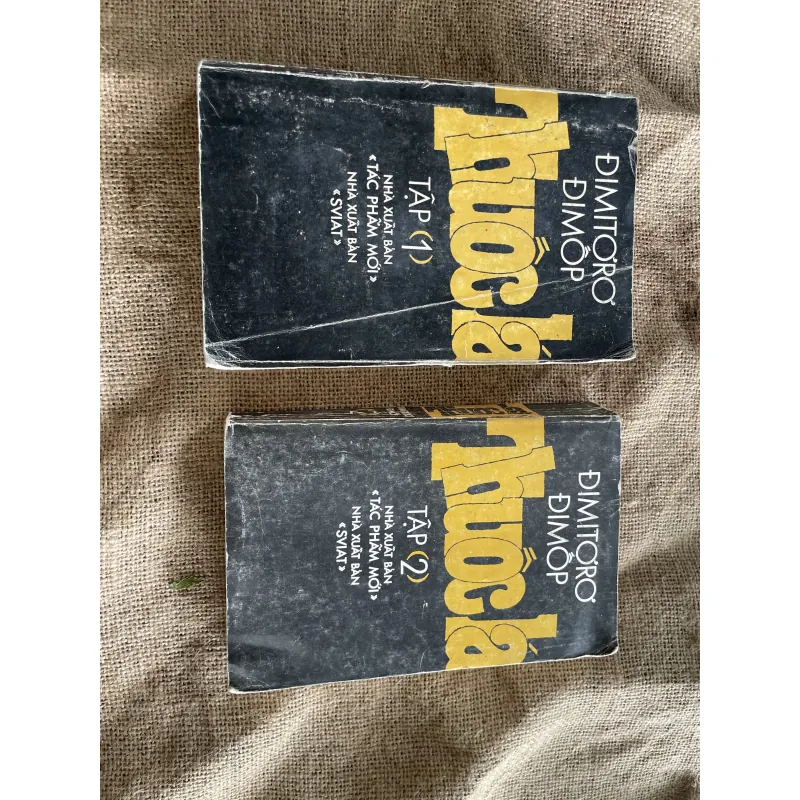 ĐIMITƠRƠ
ĐIMỐP
Thuốc lá
TẬP (1)
NHÀ XUẤT BẢN
«TÁC PHẨM MỚI»
NHÀ XUẤT BẢN
«SVIAT»
ĐIMITƠRƠ
ĐIMỐP
Thuốc lá
TẬP (2)
NHÀ XUẤT BẢN
«TÁC PHẨM MỚI»
NHÀ XUẤT BẢN
«SVIAT»